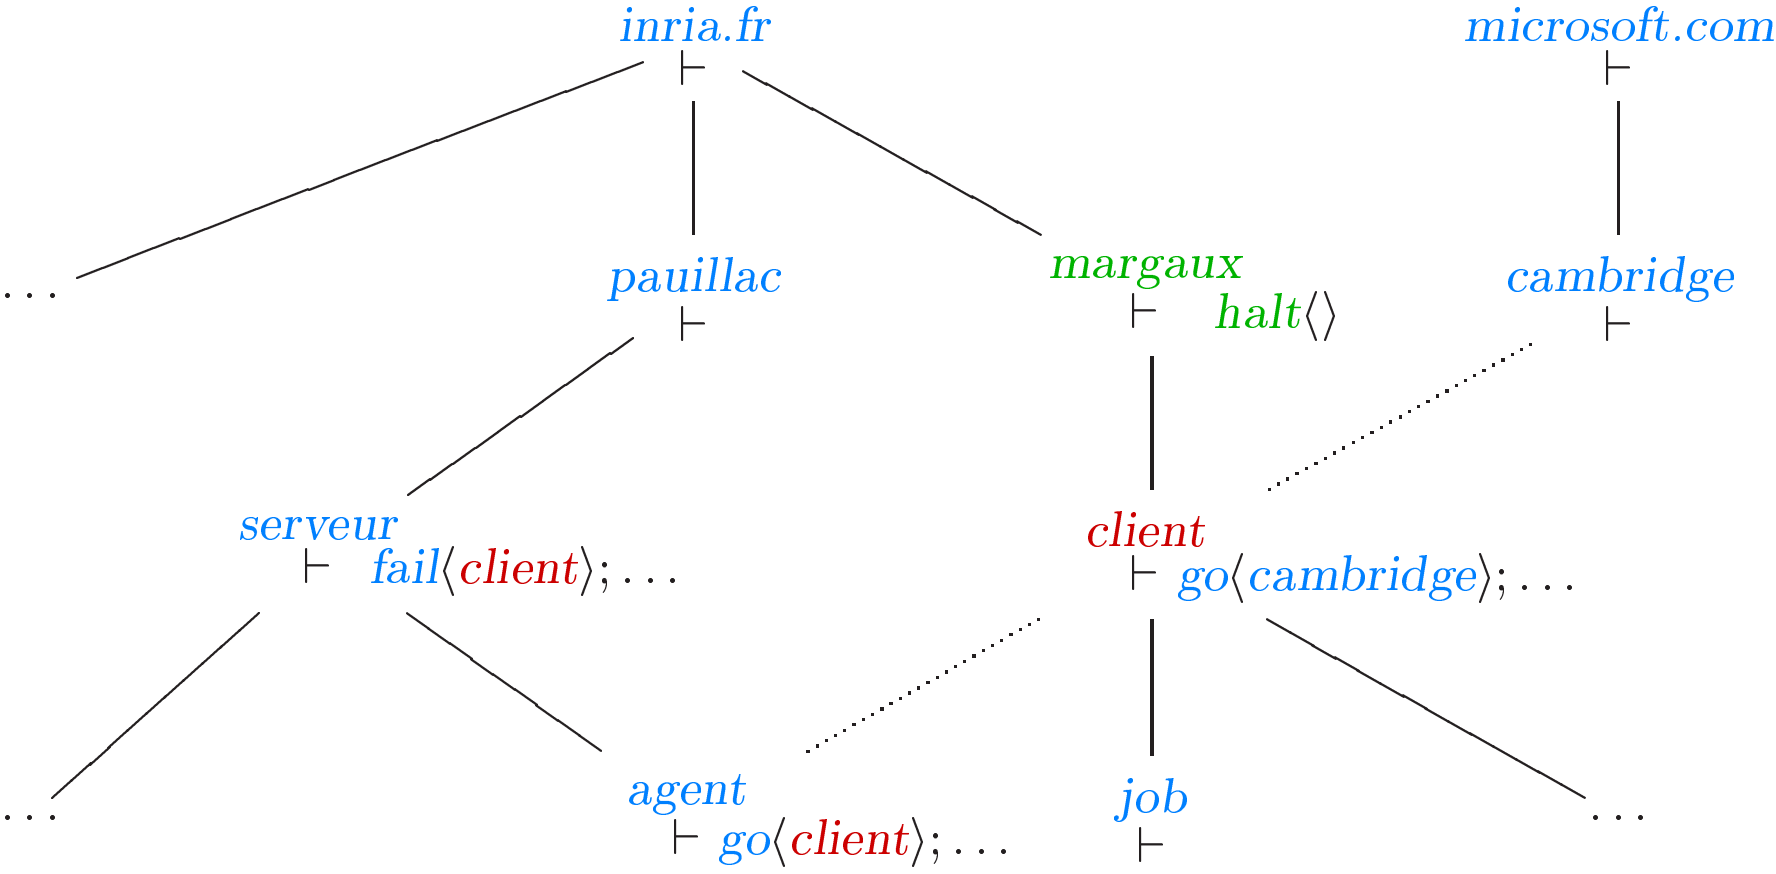 inria.fr microsoft.com
⊢ ⊢
... pauillac margaux cambridge
⊢ ⊢ halt⟨⟩ ⊢
serveur client
⊢ fail⟨client⟩; ... ⊢ go⟨cambridge⟩; ...
... agent job ...
⊢ go⟨client⟩; ... ⊢